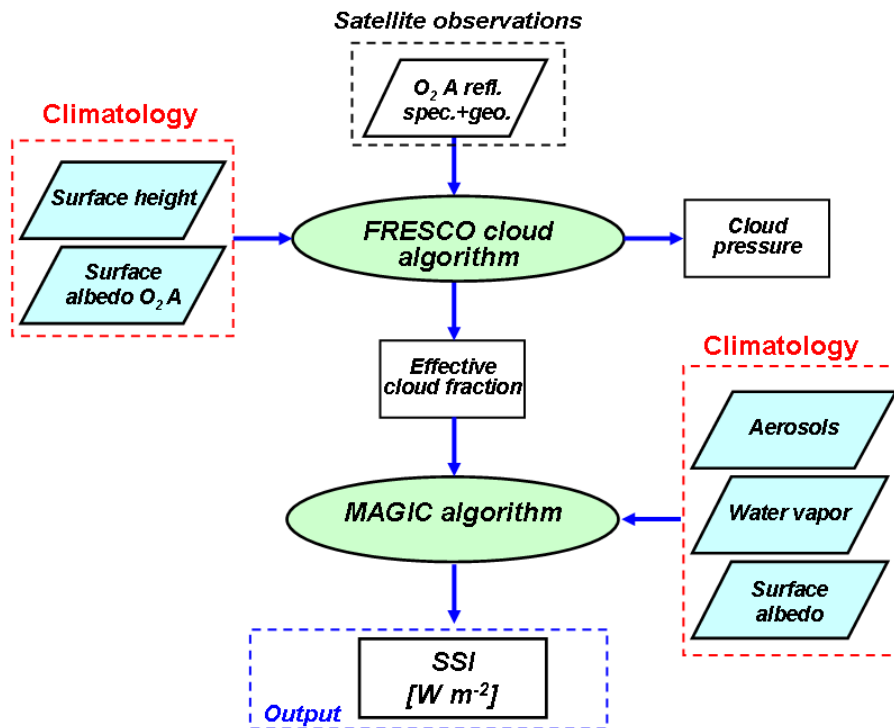 Satellite observations
O₂ A refl.
spec.+geo.
Climatology
Surface height
Surface
albedo O₂ A
FRESCO cloud
algorithm
Cloud
pressure
Effective
cloud fraction
Climatology
Aerosols
Water vapor
Surface
albedo
MAGIC algorithm
SSI
[W m⁻²]
Output